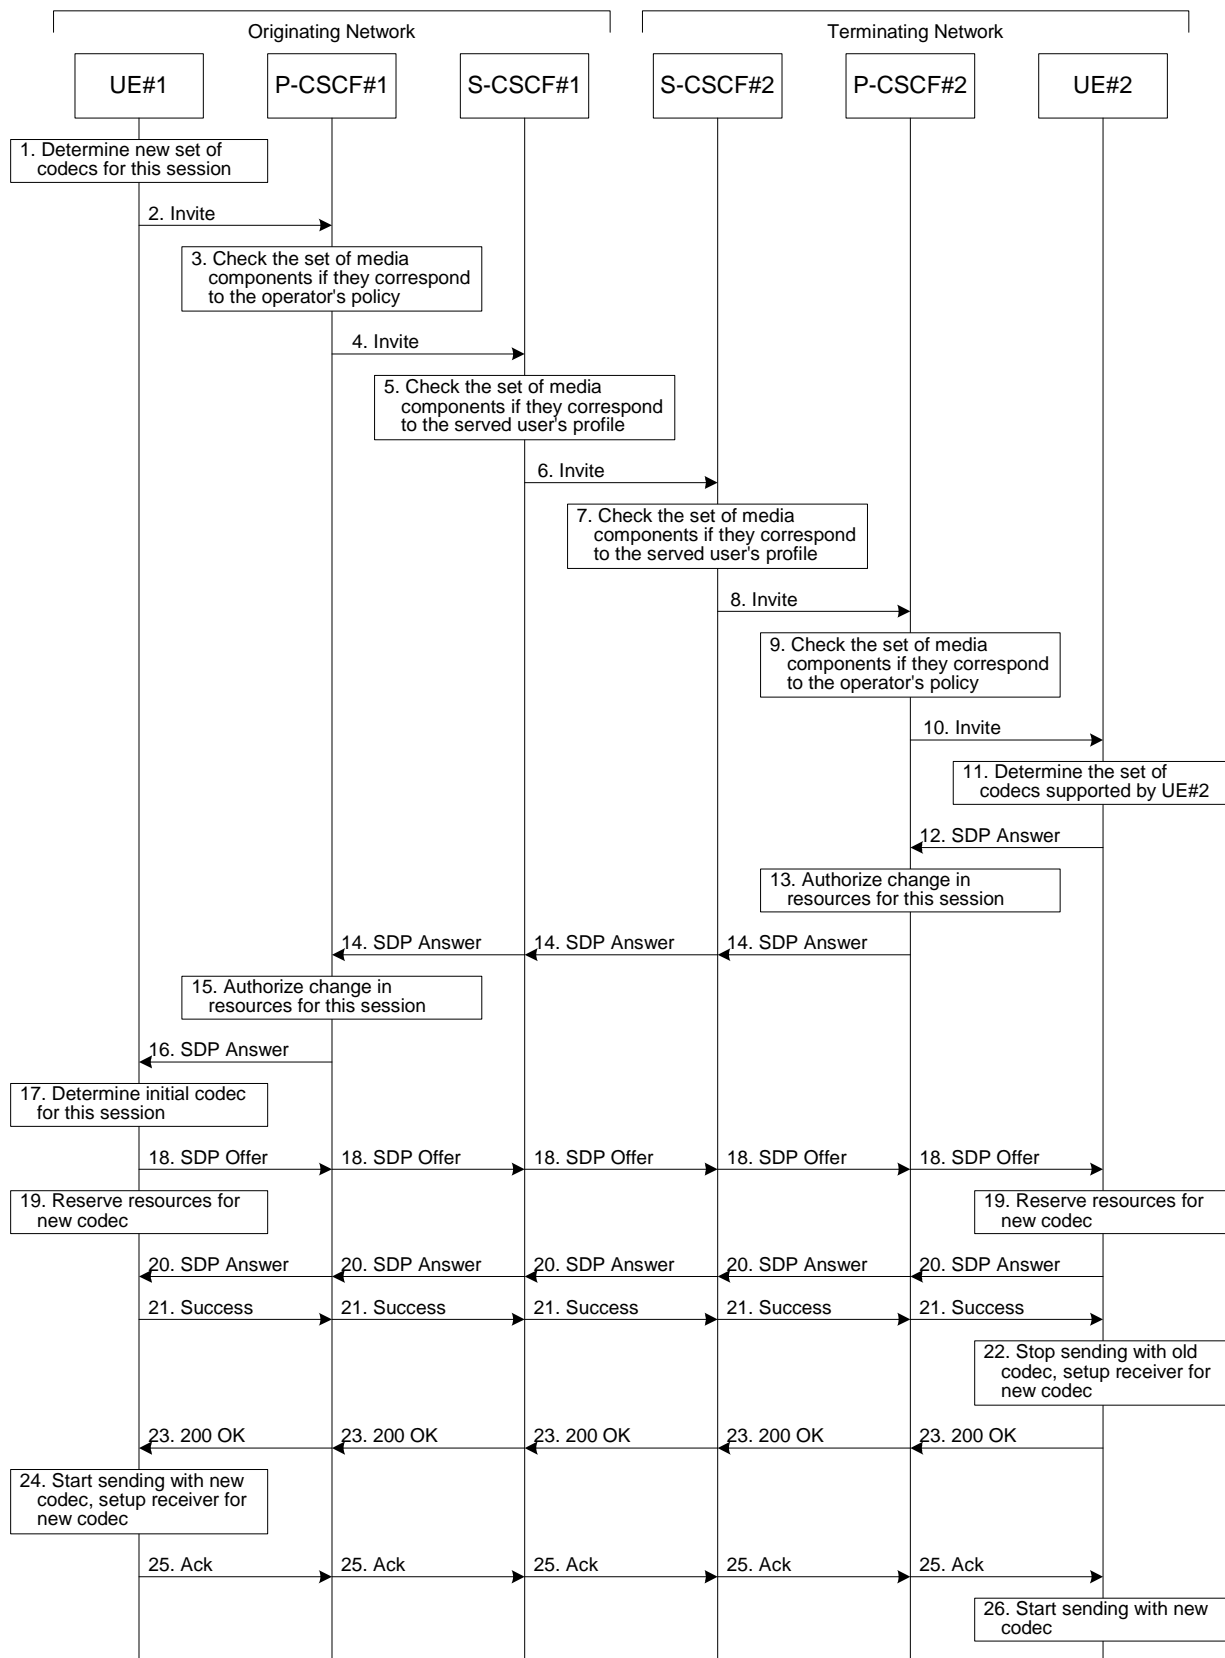 Originating Network
Terminating Network
UE#1
P-CSCF#1
S-CSCF#1
S-CSCF#2
P-CSCF#2
UE#2
1. Determine new set of
codecs for this session
2. Invite
3. Check the set of media
components if they correspond
to the operator's policy
4. Invite
5. Check the set of media
components if they correspond
to the served user's profile
6. Invite
7. Check the set of media
components if they correspond
to the served user's profile
8. Invite
9. Check the set of media
components if they correspond
to the operator's policy
10. Invite
11. Determine the set of
codecs supported by UE#2
12. SDP Answer
13. Authorize change in
resources for this session
14. SDP Answer
14. SDP Answer
14. SDP Answer
15. Authorize change in
resources for this session
16. SDP Answer
17. Determine initial codec
for this session
18. SDP Offer
18. SDP Offer
18. SDP Offer
18. SDP Offer
18. SDP Offer
19. Reserve resources for
new codec
19. Reserve resources for
new codec
20. SDP Answer
20. SDP Answer
20. SDP Answer
20. SDP Answer
20. SDP Answer
21. Success
21. Success
21. Success
21. Success
21. Success
22. Stop sending with old
codec, setup receiver for
new codec
23. 200 OK
23. 200 OK
23. 200 OK
23. 200 OK
23. 200 OK
24. Start sending with new
codec, setup receiver for
new codec
25. Ack
25. Ack
25. Ack
25. Ack
25. Ack
26. Start sending with new
codec